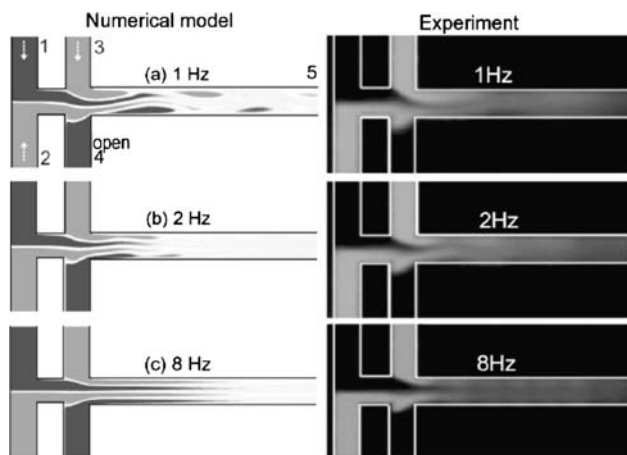 Numerical model
Experiment
1
3
(a) 1 Hz
5
2
open
4
1Hz
(b) 2 Hz
2Hz
(c) 8 Hz
8Hz